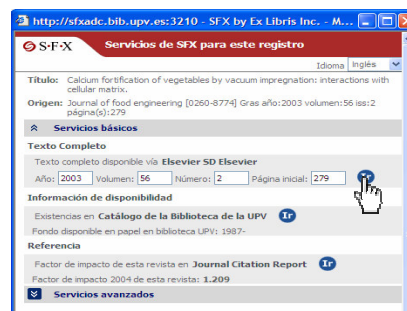 http://sfxadc.bib.upv.es:3210 - SFX by Ex Libris Inc. - M...
S·F·X Servicios de SFX para este registro
Idioma Inglés
Título: Calcium fortification of vegetables by vacuum impregnation: interactions with
cellular matrix.
Origen: Journal of food engineering [0260-8774] Gras año:2003 volumen:56 iss:2
página(s):279
Servicios básicos
Texto Completo
Texto completo disponible vía Elsevier SD Elsevier
Año: 2003 Volumen: 56 Número: 2 Página inicial: 279
Información de disponibilidad
Existencias en Catálogo de la Biblioteca de la UPV Ir
Fondo disponible en papel en biblioteca UPV: 1987-
Referencia
Factor de impacto de esta revista en Journal Citation Report Ir
Factor de impacto 2004 de esta revista: 1.209
Servicios avanzados